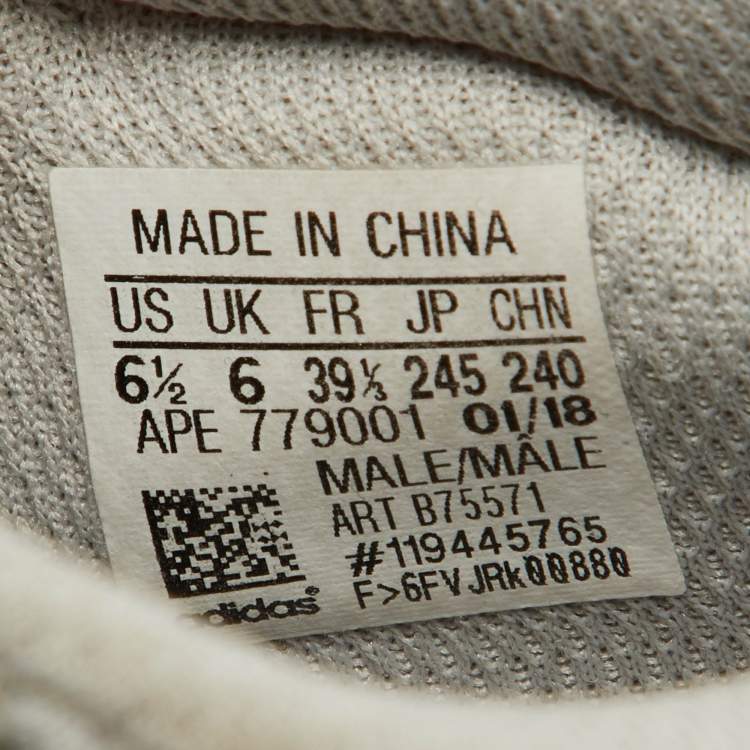 MADE IN CHINA
US UK FR JP CHN
6½ 6 39⅓ 245 240
APE 779001 01/18
MALE/MÂLE
ART B75571
#119445765
F>6FVJRk00880
adidas®